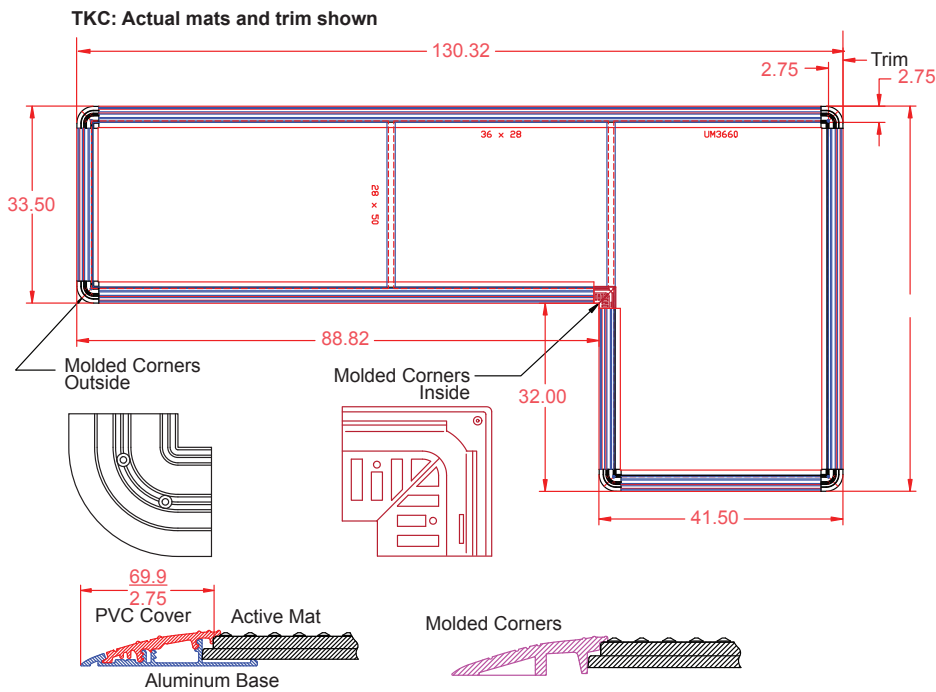 TKC: Actual mats and trim shown
130.32
Trim
2.75
2.75
36 x 28
UM3660
28 x 50
33.50
88.82
Molded Corners
Outside
Molded Corners
Inside
32.00
41.50
69.9
2.75
PVC Cover
Active Mat
Aluminum Base
Molded Corners